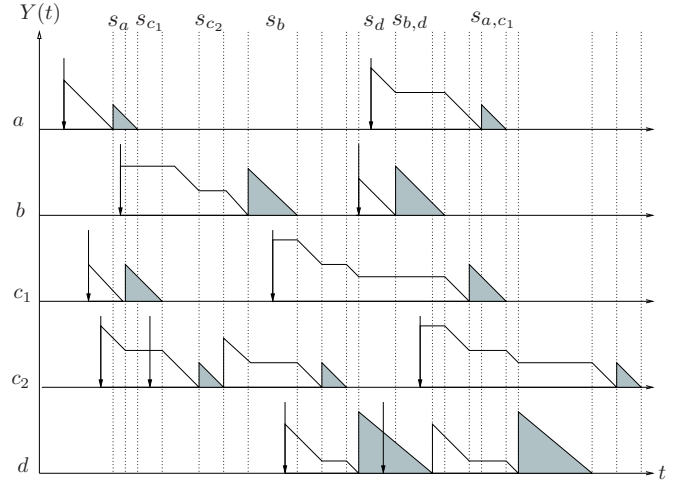 Y(t)
s_a s_{c_1} s_{c_2} s_b s_d s_{b,d} s_{a,c_1}
a
b
c_1
c_2
d
t